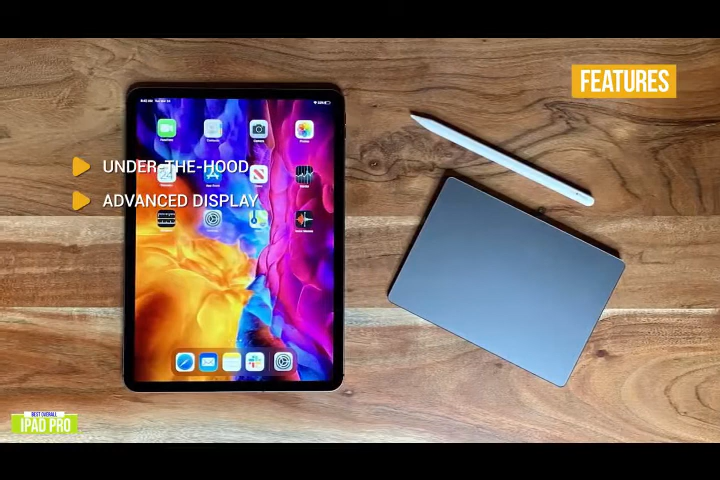 FEATURES
UNDER-THE-HOOD
ADVANCED DISPLAY
BEST OVERALL
IPAD PRO